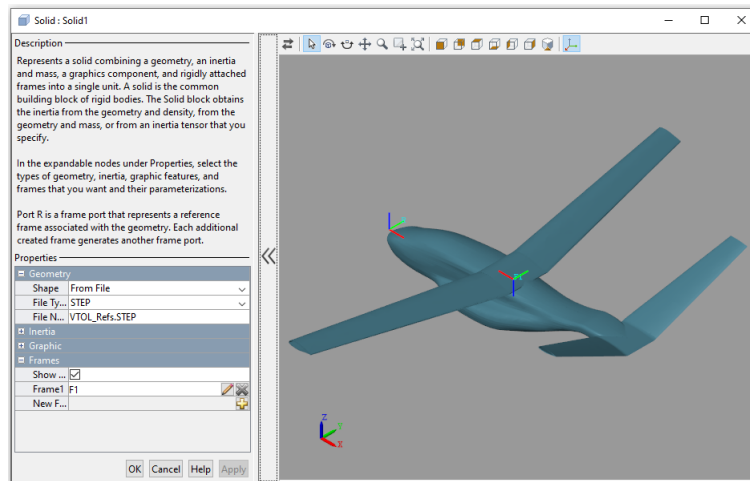 Solid : Solid1
Description
Represents a solid combining a geometry, an inertia
and mass, a graphics component, and rigidly attached
frames into a single unit. A solid is the common
building block of rigid bodies. The Solid block obtains
the inertia from the geometry and density, from the
geometry and mass, or from an inertia tensor that you
specify.
In the expandable nodes under Properties, select the
types of geometry, inertia, graphic features, and
frames that you want and their parameterizations.
Port R is a frame port that represents a reference
frame associated with the geometry. Each additional
created frame generates another frame port.
Properties
Geometry
Shape From File
File Ty... STEP
File N... VTOL_Refs.STEP
Inertia
Graphic
Frames
Show ...
Frame1 F1
New F...
OK Cancel Help Apply
R
F1
Z
Y
X